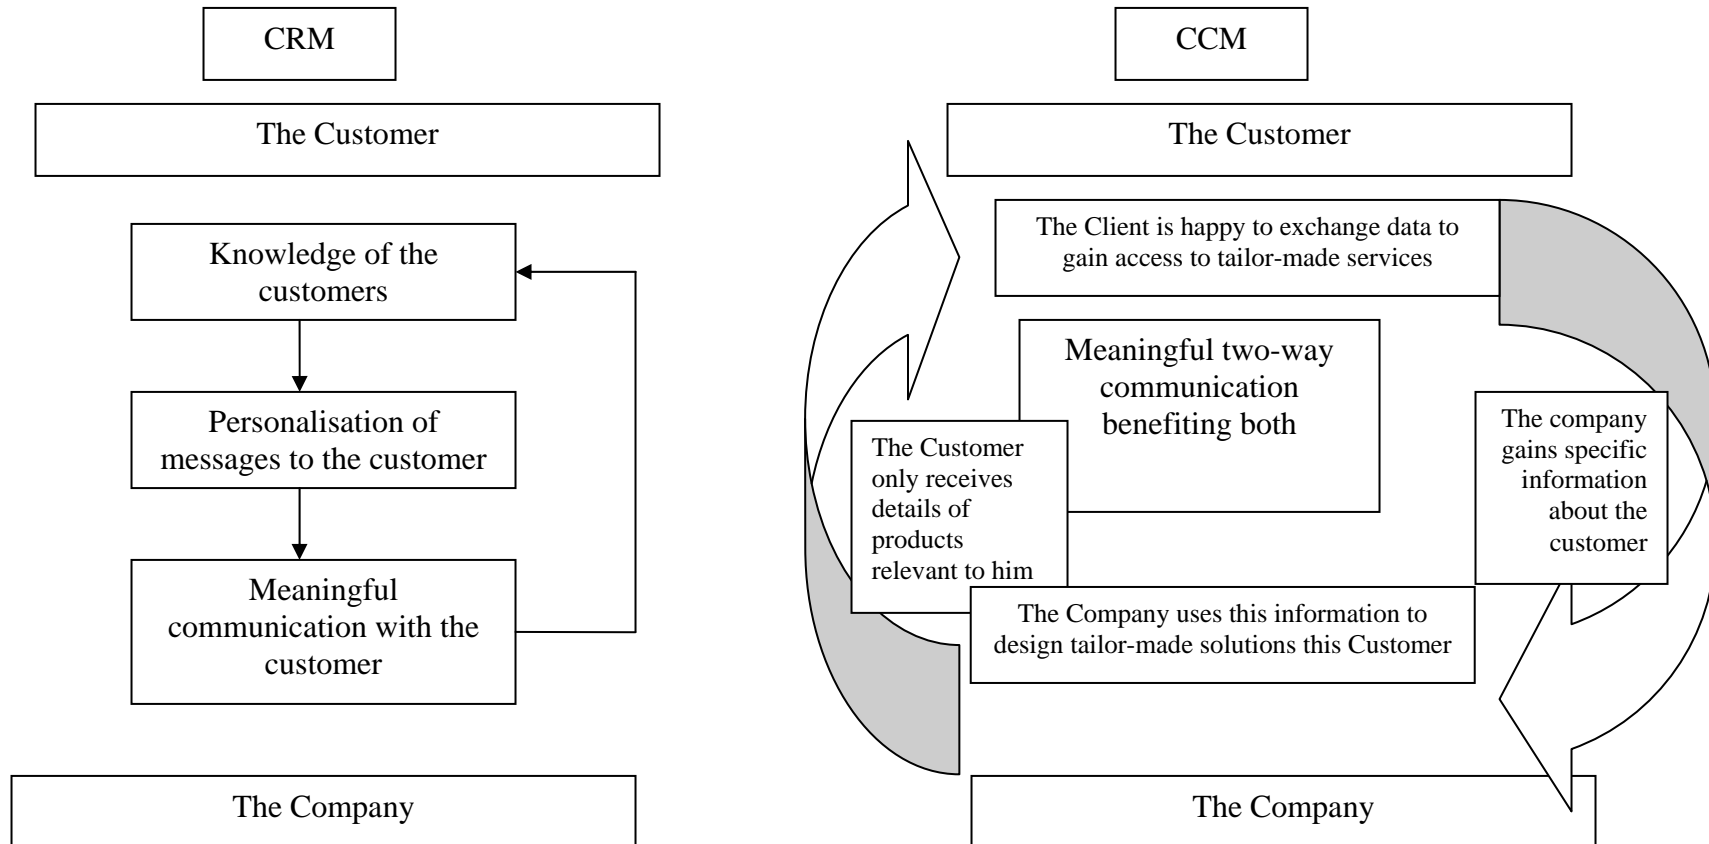 CRM
The Customer
Knowledge of the
customers
Personalisation of
messages to the customer
Meaningful
communication with the
customer
The Company
CCM
The Customer
The Client is happy to exchange data to
gain access to tailor-made services
Meaningful two-way
communication
benefiting both
The Customer
only receives
details of
products
relevant to him
The company
gains specific
information
about the
customer
The Company uses this information to
design tailor-made solutions this Customer
The Company